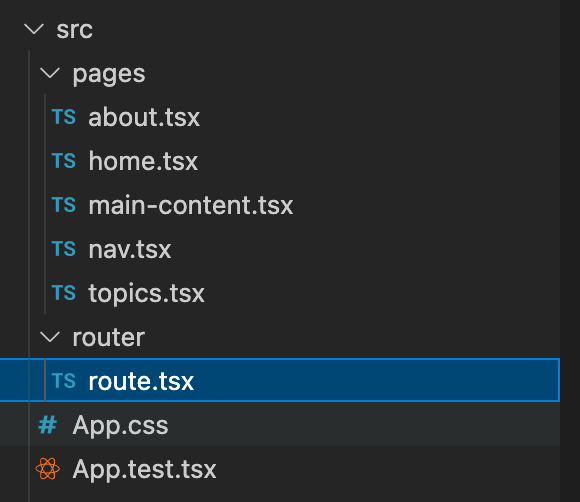 src
pages
TS about.tsx
TS home.tsx
TS main-content.tsx
TS nav.tsx
TS topics.tsx
router
TS route.tsx
# App.css
App.test.tsx